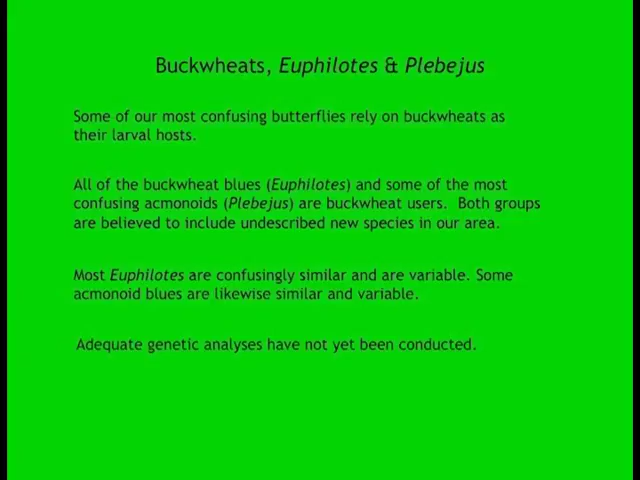 Buckwheats, Euphilotes & Plebejus
Some of our most confusing butterflies rely on buckwheats as
their larval hosts.
All of the buckwheat blues (Euphilotes) and some of the most
confusing acmonoids (Plebejus) are buckwheat users.  Both groups
are believed to include undescribed new species in our area.
Most Euphilotes are confusingly similar and are variable. Some
acmonoid blues are likewise similar and variable.
Adequate genetic analyses have not yet been conducted.